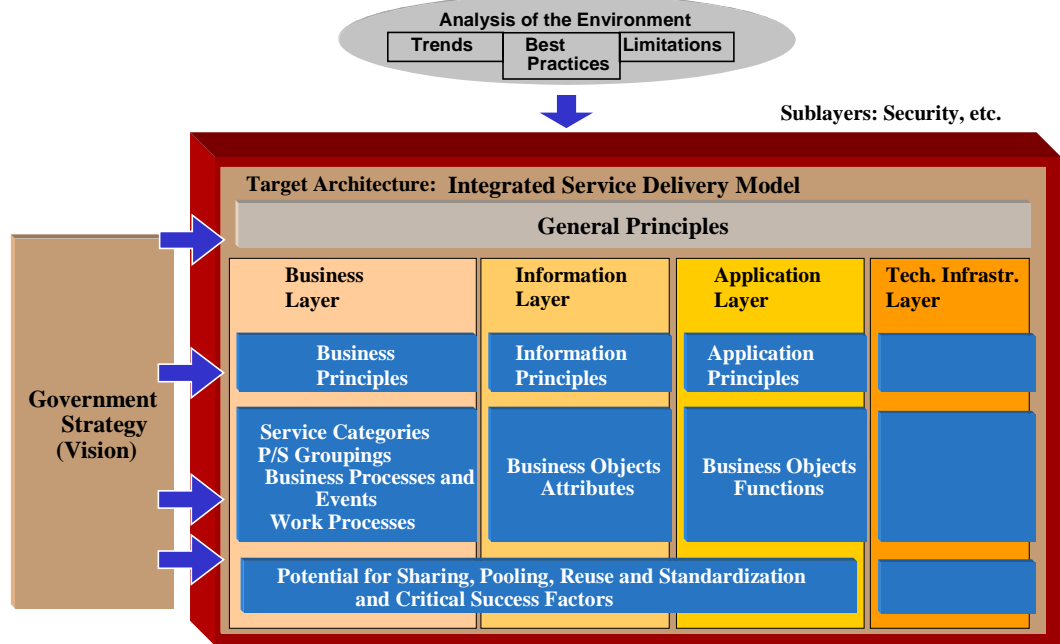 Analysis of the Environment
Trends
Best
Practices
Limitations
Sublayers: Security, etc.
Target Architecture: Integrated Service Delivery Model
General Principles
Government
Strategy
(Vision)
Business
Layer
Information
Layer
Application
Layer
Tech. Infrastr.
Layer
Business
Principles
Information
Principles
Application
Principles
Service Categories
P/S Groupings
Business Processes and
Events
Work Processes
Business Objects
Attributes
Business Objects
Functions
Potential for Sharing, Pooling, Reuse and Standardization
and Critical Success Factors